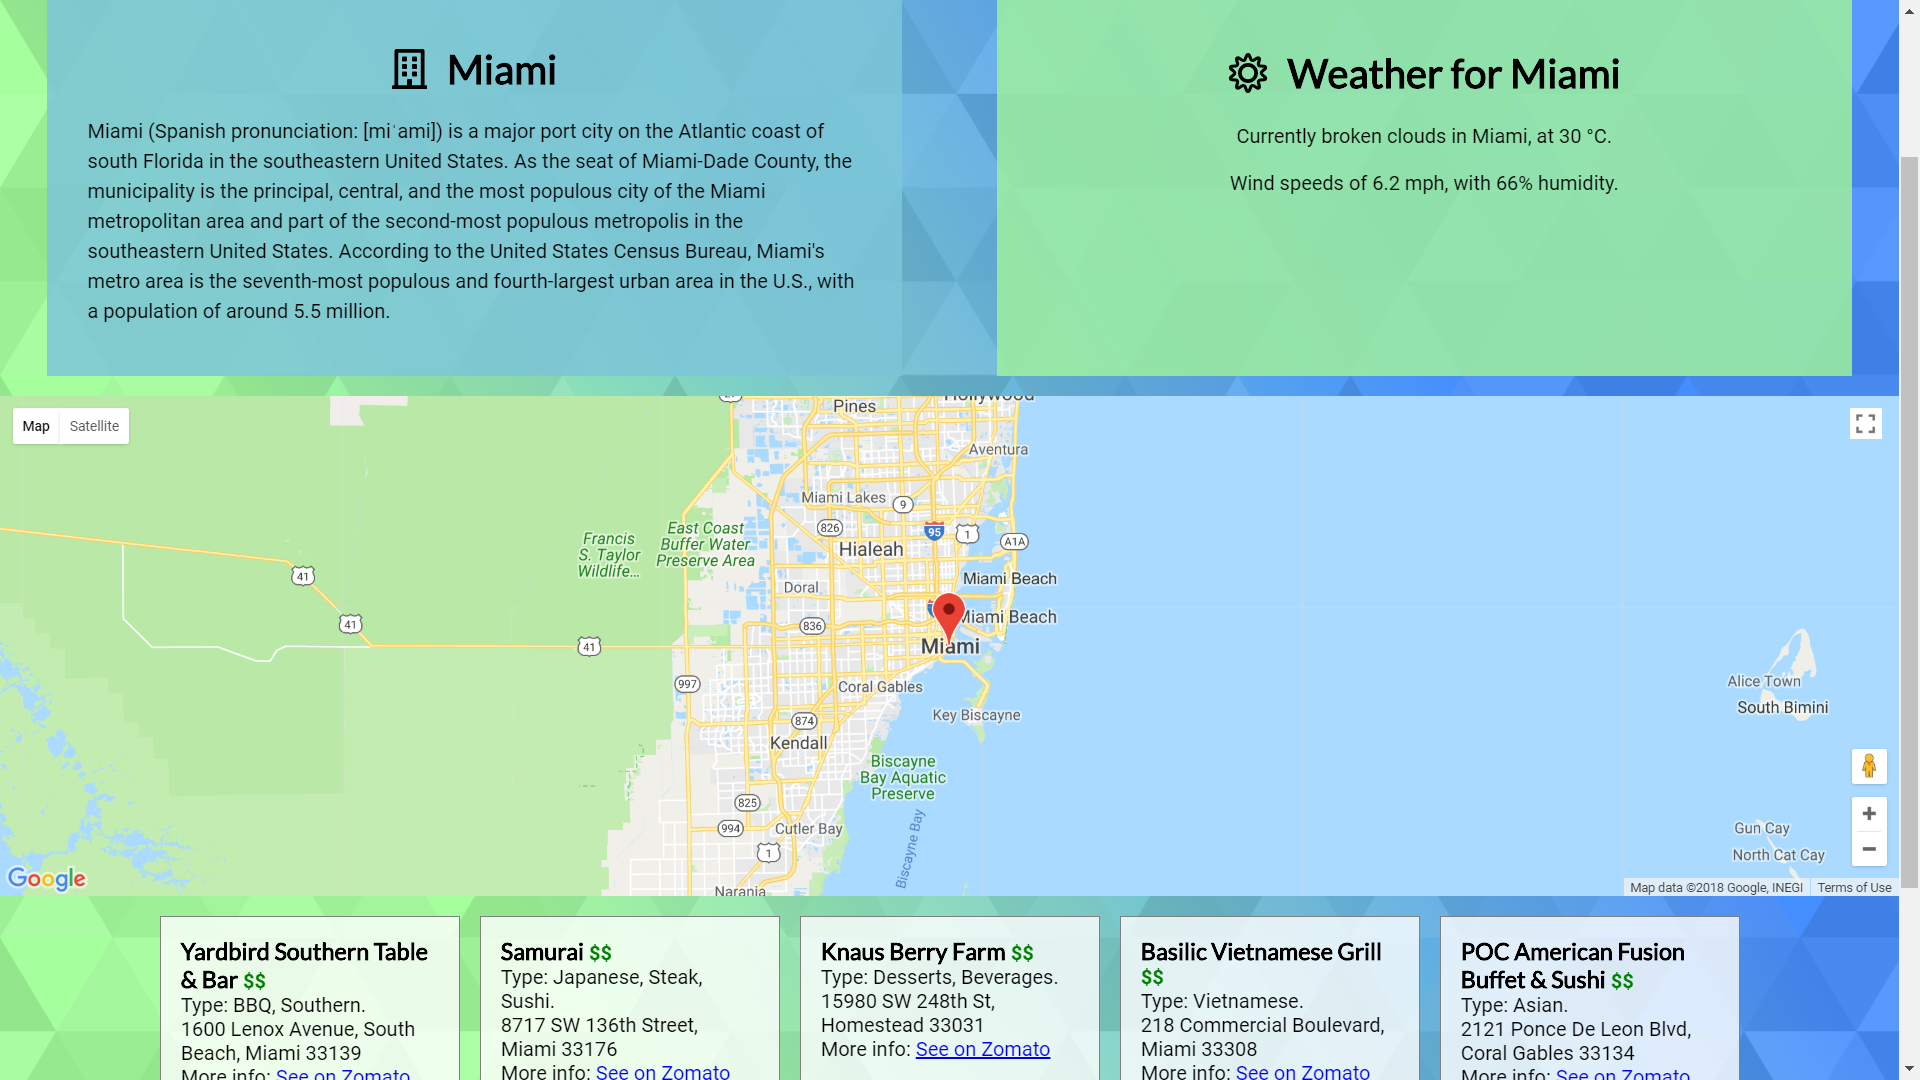 Miami
Miami (Spanish pronunciation: [miˈami]) is a major port city on the Atlantic coast of
south Florida in the southeastern United States. As the seat of Miami-Dade County, the
municipality is the principal, central, and the most populous city of the Miami
metropolitan area and part of the second-most populous metropolis in the
southeastern United States. According to the United States Census Bureau, Miami's
metro area is the seventh-most populous and fourth-largest urban area in the U.S., with
a population of around 5.5 million.
Weather for Miami
Currently broken clouds in Miami, at 30 °C.
Wind speeds of 6.2 mph, with 66% humidity.
Map
Satellite
Pines
Hollywood
Aventura
Miami Lakes
9
826
95
1
A1A
East Coast
Buffer Water
Preserve Area
Francis
S. Taylor
Wildlife...
Hialeah
41
Miami Beach
Doral
41
836
Miami Beach
41
Miami
997
Coral Gables
Alice Town
South Bimini
874
Key Biscayne
Kendall
Biscayne
Bay Aquatic
Preserve
825
994
Cutler Bay
Biscayne Bay
1
Gun Cay
North Cat Cay
Narania
Google
Map data ©2018 Google, INEGI
Terms of Use
Yardbird Southern Table
& Bar $$
Type: BBQ, Southern.
1600 Lenox Avenue, South
Beach, Miami 33139
More info: See on Zomato
Samurai $$
Type: Japanese, Steak,
Sushi.
8717 SW 136th Street,
Miami 33176
More info: See on Zomato
Knaus Berry Farm $$
Type: Desserts, Beverages.
15980 SW 248th St,
Homestead 33031
More info: See on Zomato
Basilic Vietnamese Grill
$$
Type: Vietnamese.
218 Commercial Boulevard,
Miami 33308
More info: See on Zomato
POC American Fusion
Buffet & Sushi $$
Type: Asian.
2121 Ponce De Leon Blvd,
Coral Gables 33134
More info: See on Zomato